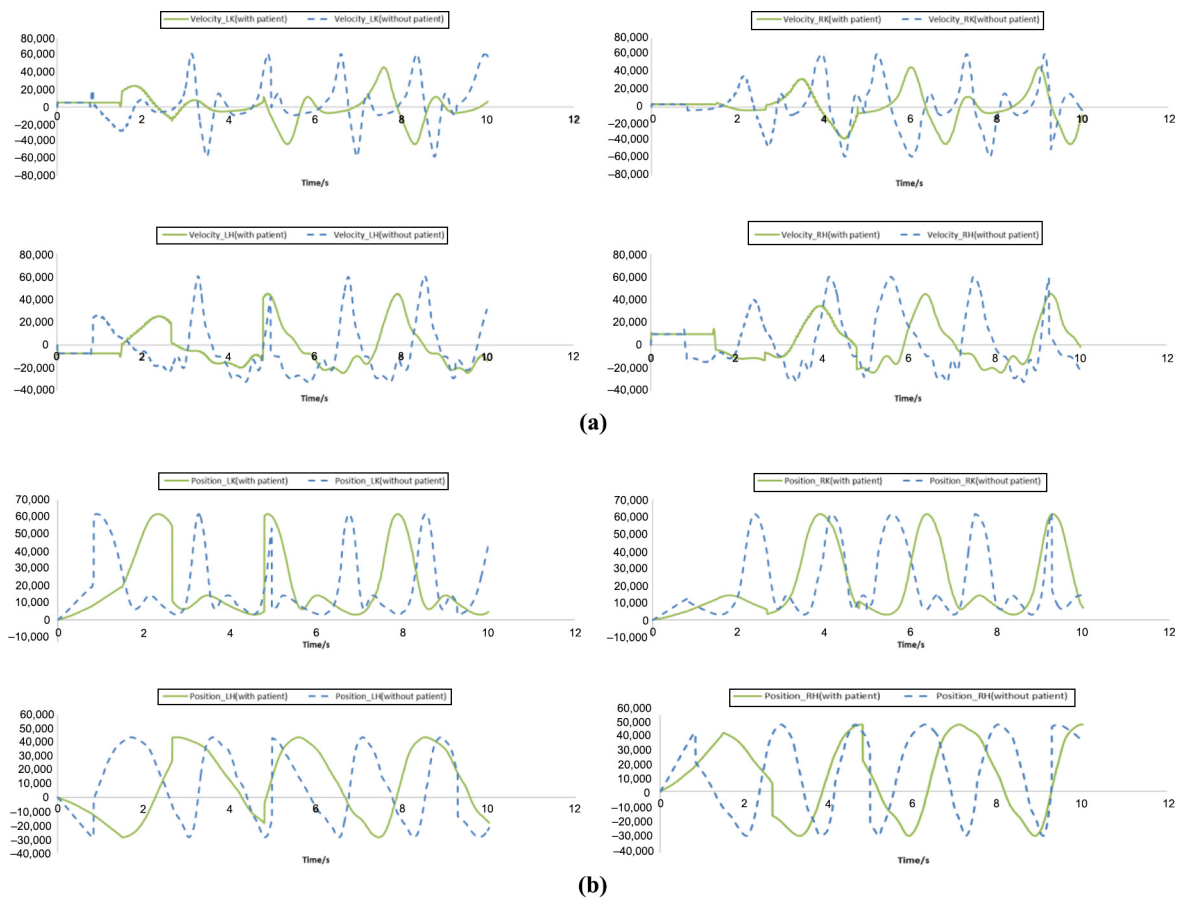 Velocity_LK(with patient) Velocity_LK(without patient)
80,000
60,000
40,000
20,000
0
–20,000
–40,000
–60,000
–80,000
0 2 4 6 8 10 12
Time/s
Velocity_RK(with patient) Velocity_RK(without patient)
80,000
60,000
40,000
20,000
0
–20,000
–40,000
–60,000
–80,000
0 2 4 6 8 10 12
Time/s
Velocity_LH(with patient) Velocity_LH(without patient)
80,000
60,000
40,000
20,000
0
–20,000
–40,000
0 2 4 6 8 10 12
Time/s
Velocity_RH(with patient) Velocity_RH(without patient)
80,000
60,000
40,000
20,000
0
–20,000
–40,000
0 2 4 6 8 10 12
Time/s
(a)
Position_LK(with patient) Position_LK(without patient)
70,000
60,000
50,000
40,000
30,000
20,000
10,000
0
–10,000
0 2 4 6 8 10 12
Time/s
Position_RK(with patient) Position_RK(without patient)
70,000
60,000
50,000
40,000
30,000
20,000
10,000
0
–10,000
0 2 4 6 8 10 12
Time/s
Position_LH(with patient) Position_LH(without patient)
60,000
50,000
40,000
30,000
20,000
10,000
0
–10,000
–20,000
–30,000
–40,000
0 2 4 6 8 10 12
Time/s
Position_RH(with patient) Position_RH(without patient)
60,000
50,000
40,000
30,000
20,000
10,000
0
–10,000
–20,000
–30,000
–40,000
0 2 4 6 8 10 12
Time/s
(b)